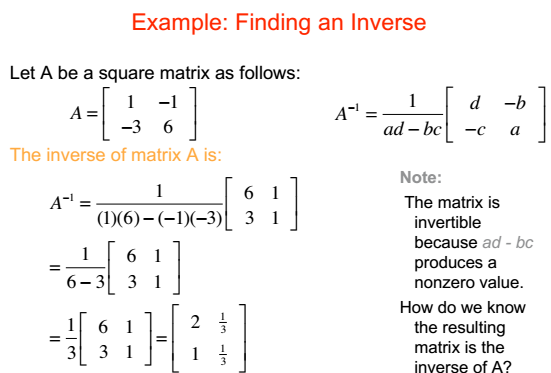 Example: Finding an Inverse
Let A be a square matrix as follows:
A = [ 1 −1
−3 6 ]
A⁻¹ = 1/(ad − bc) [ d −b
−c a ]
The inverse of matrix A is:
A⁻¹ = 1/((1)(6) − (−1)(−3)) [ 6 1
3 1 ]
= 1/(6 − 3) [ 6 1
3 1 ]
= 1/3 [ 6 1
3 1 ] = [ 2 1/3
1 1/3 ]
Note:
The matrix is
invertible
because ad - bc
produces a
nonzero value.
How do we know
the resulting
matrix is the
inverse of A?